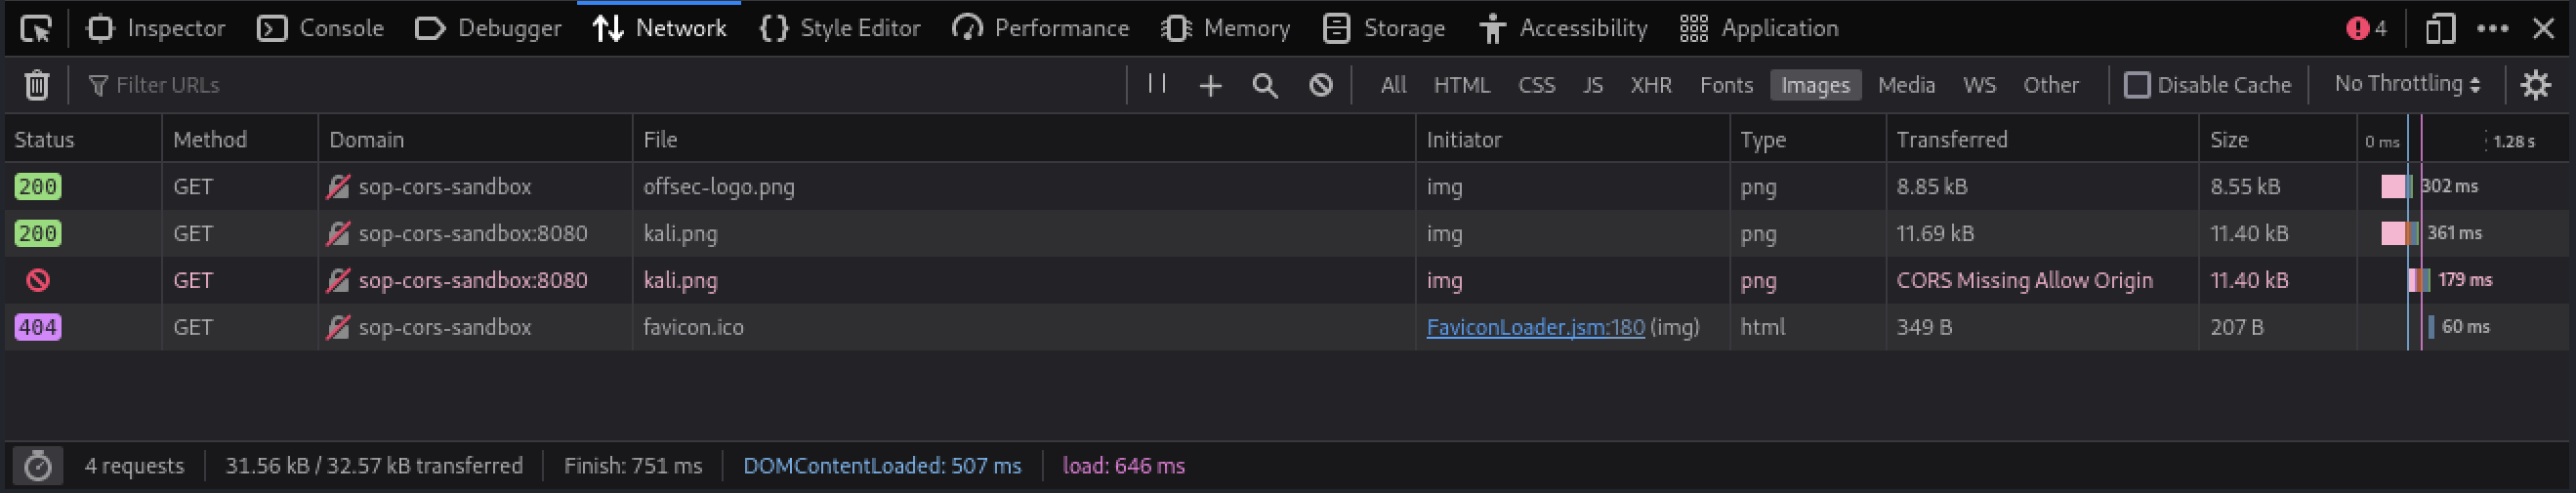 Inspector Console Debugger Network Style Editor Performance Memory Storage Accessibility Application 4
Filter URLs All HTML CSS JS XHR Fonts Images Media WS Other Disable Cache No Throttling
Status Method Domain File Initiator Type Transferred Size 0 ms 1.28 s
200 GET sop-cors-sandbox offsec-logo.png img png 8.85 kB 8.55 kB 302 ms
200 GET sop-cors-sandbox:8080 kali.png img png 11.69 kB 11.40 kB 361 ms
GET sop-cors-sandbox:8080 kali.png img png CORS Missing Allow Origin 11.40 kB 179 ms
404 GET sop-cors-sandbox favicon.ico FaviconLoader.jsm:180 (img) html 349 B 207 B 60 ms
4 requests 31.56 kB / 32.57 kB transferred Finish: 751 ms DOMContentLoaded: 507 ms load: 646 ms